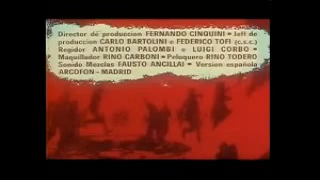 Director de produccion FERNANDO CINQUINI - Jeff de
produccion CARLO BARTOLINI e FEDERICO TOFI (c.s.c.)
Regidor ANTONIO PALOMBI e LUIGI CORBO -
Maquillador RINO CARBONI - Peluquero RINO TODERO
Sonido Mezclas FAUSTO ANCILLAI - Version española
ARCOFON - MADRID